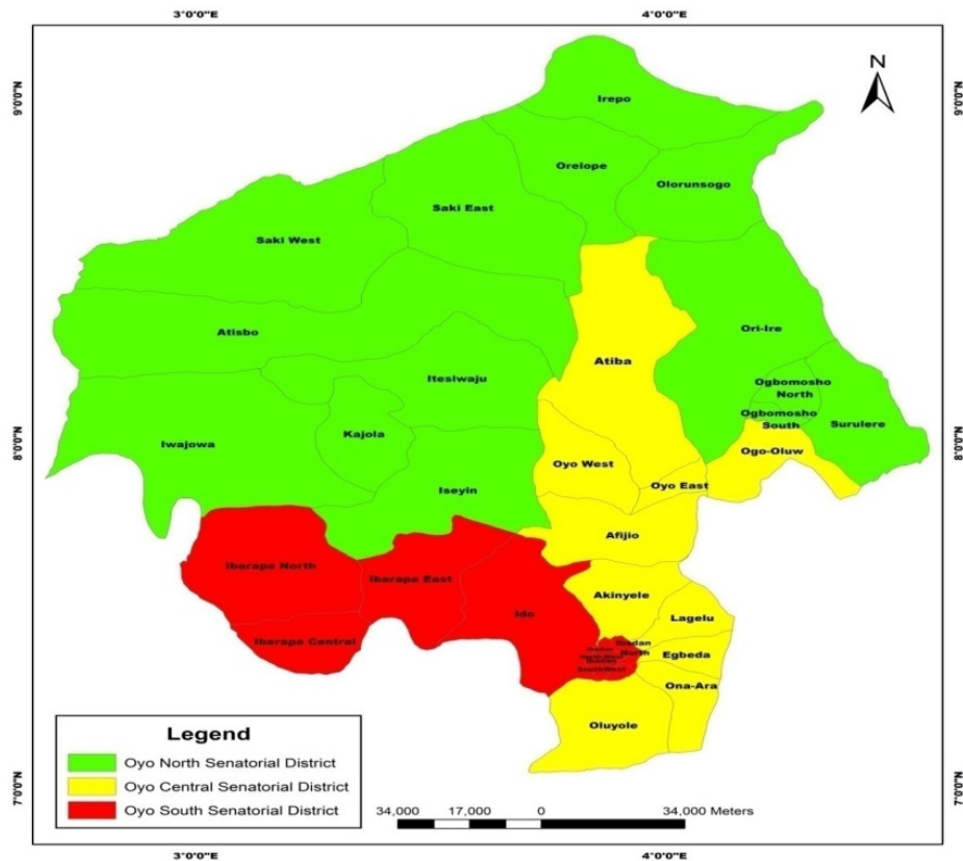 3°0'0"E
4°0'0"E
N
9°0'0"N
9°0'0"N
Irepo
Orelope
Olorunsogo
Saki East
Saki West
Atisbo
Ori-Ire
Atiba
Itesiwaju
Ogbomosho
North
Ogbomosho
South
Surulere
Kajola
Iwajowa
8°0'0"N
8°0'0"N
Ogo-Oluw
Oyo West
Oyo East
Iseyin
Afijio
Ibarapa North
Ibarapa East
Akinyele
Ido
Lagelu
Ibarapa Central
Ibadan
North
Egbeda
Ibadan
SouthWest
Ona-Ara
Oluyole
Legend
Oyo North Senatorial District
Oyo Central Senatorial District
Oyo South Senatorial District
7°0'0"N
7°0'0"N
34,000 17,000 0 34,000 Meters
3°0'0"E
4°0'0"E